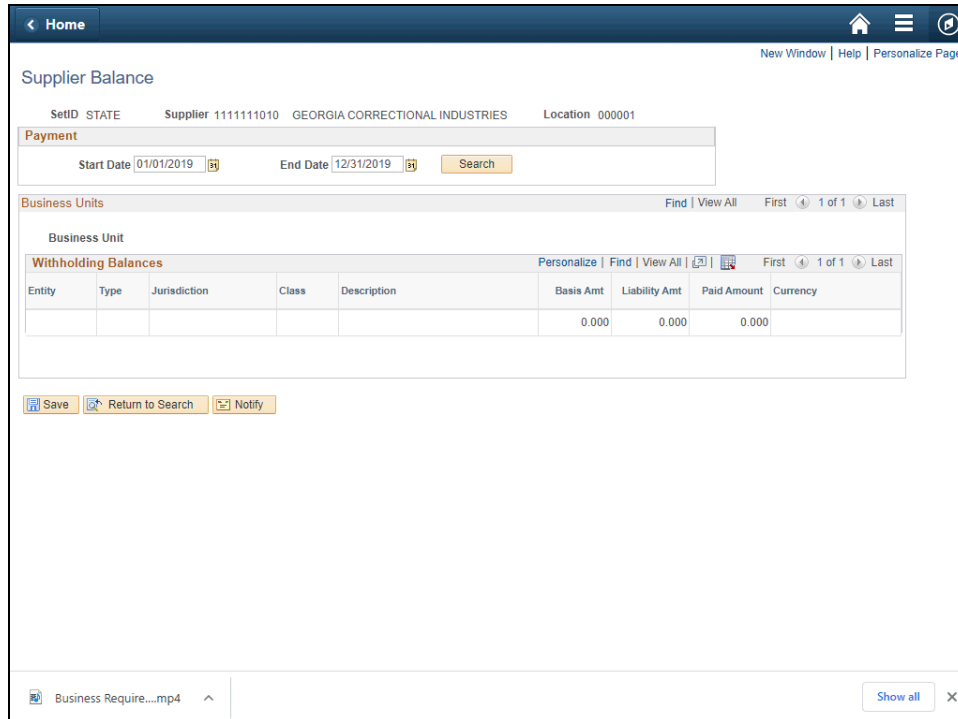 Home
New Window | Help | Personalize Page
Supplier Balance
SetID STATE Supplier 1111111010 GEORGIA CORRECTIONAL INDUSTRIES Location 000001
Payment
Start Date 01/01/2019 End Date 12/31/2019 Search
Business Units Find | View All First 1 of 1 Last
Business Unit
Withholding Balances Personalize | Find | View All | First 1 of 1 Last
Entity Type Jurisdiction Class Description Basis Amt Liability Amt Paid Amount Currency
0.000 0.000 0.000
Save Return to Search Notify
Business Require....mp4 Show all